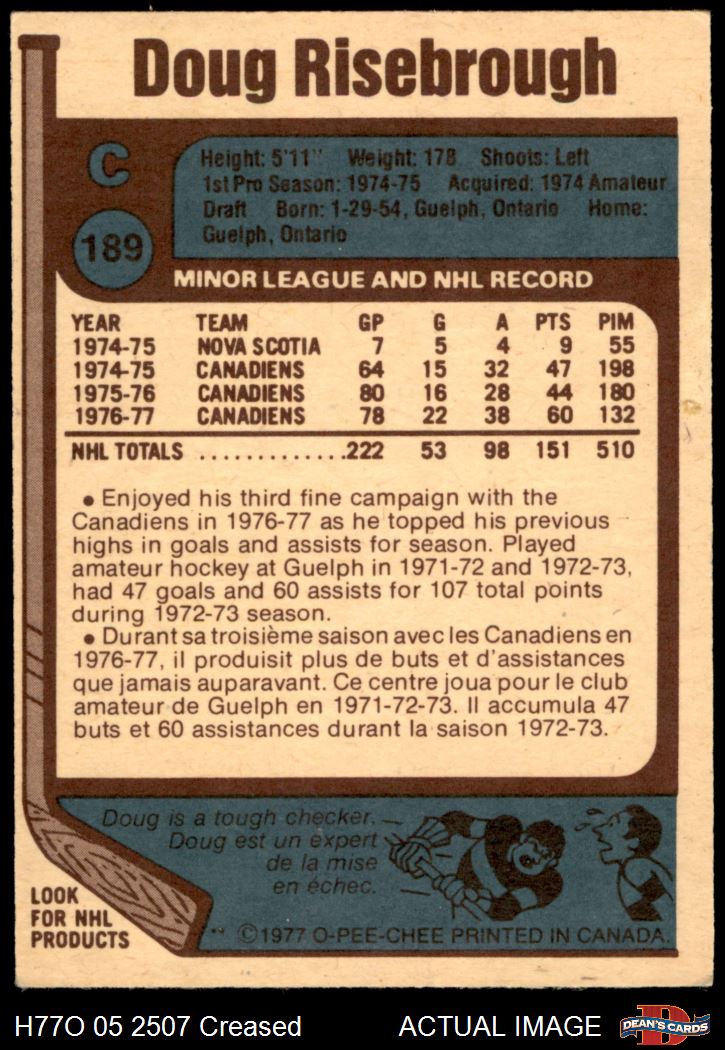 Doug Risebrough
C
189
Height: 5'11" Weight: 178 Shoots: Left
1st Pro Season: 1974-75 Acquired: 1974 Amateur
Draft Born: 1-29-54, Guelph, Ontario Home:
Guelph, Ontario
MINOR LEAGUE AND NHL RECORD
YEAR TEAM GP G A PTS PIM
1974-75 NOVA SCOTIA 7 5 4 9 55
1974-75 CANADIENS 64 15 32 47 198
1975-76 CANADIENS 80 16 28 44 180
1976-77 CANADIENS 78 22 38 60 132
NHL TOTALS .............222 53 98 151 510
• Enjoyed his third fine campaign with the
Canadiens in 1976-77 as he topped his previous
highs in goals and assists for season. Played
amateur hockey at Guelph in 1971-72 and 1972-73,
had 47 goals and 60 assists for 107 total points
during 1972-73 season.
• Durant sa troisième saison avec les Canadiens en
1976-77, il produisit plus de buts et d'assistances
que jamais auparavant. Ce centre joua pour le club
amateur de Guelph en 1971-72-73. Il accumula 47
buts et 60 assistances durant la saison 1972-73.
Doug is a tough checker.
Doug est un expert
de la mise
en échec.
LOOK
FOR NHL
PRODUCTS
** ©1977 O-PEE-CHEE PRINTED IN CANADA.
H77O 05 2507 Creased ACTUAL IMAGE
D
DEAN'S CARDS